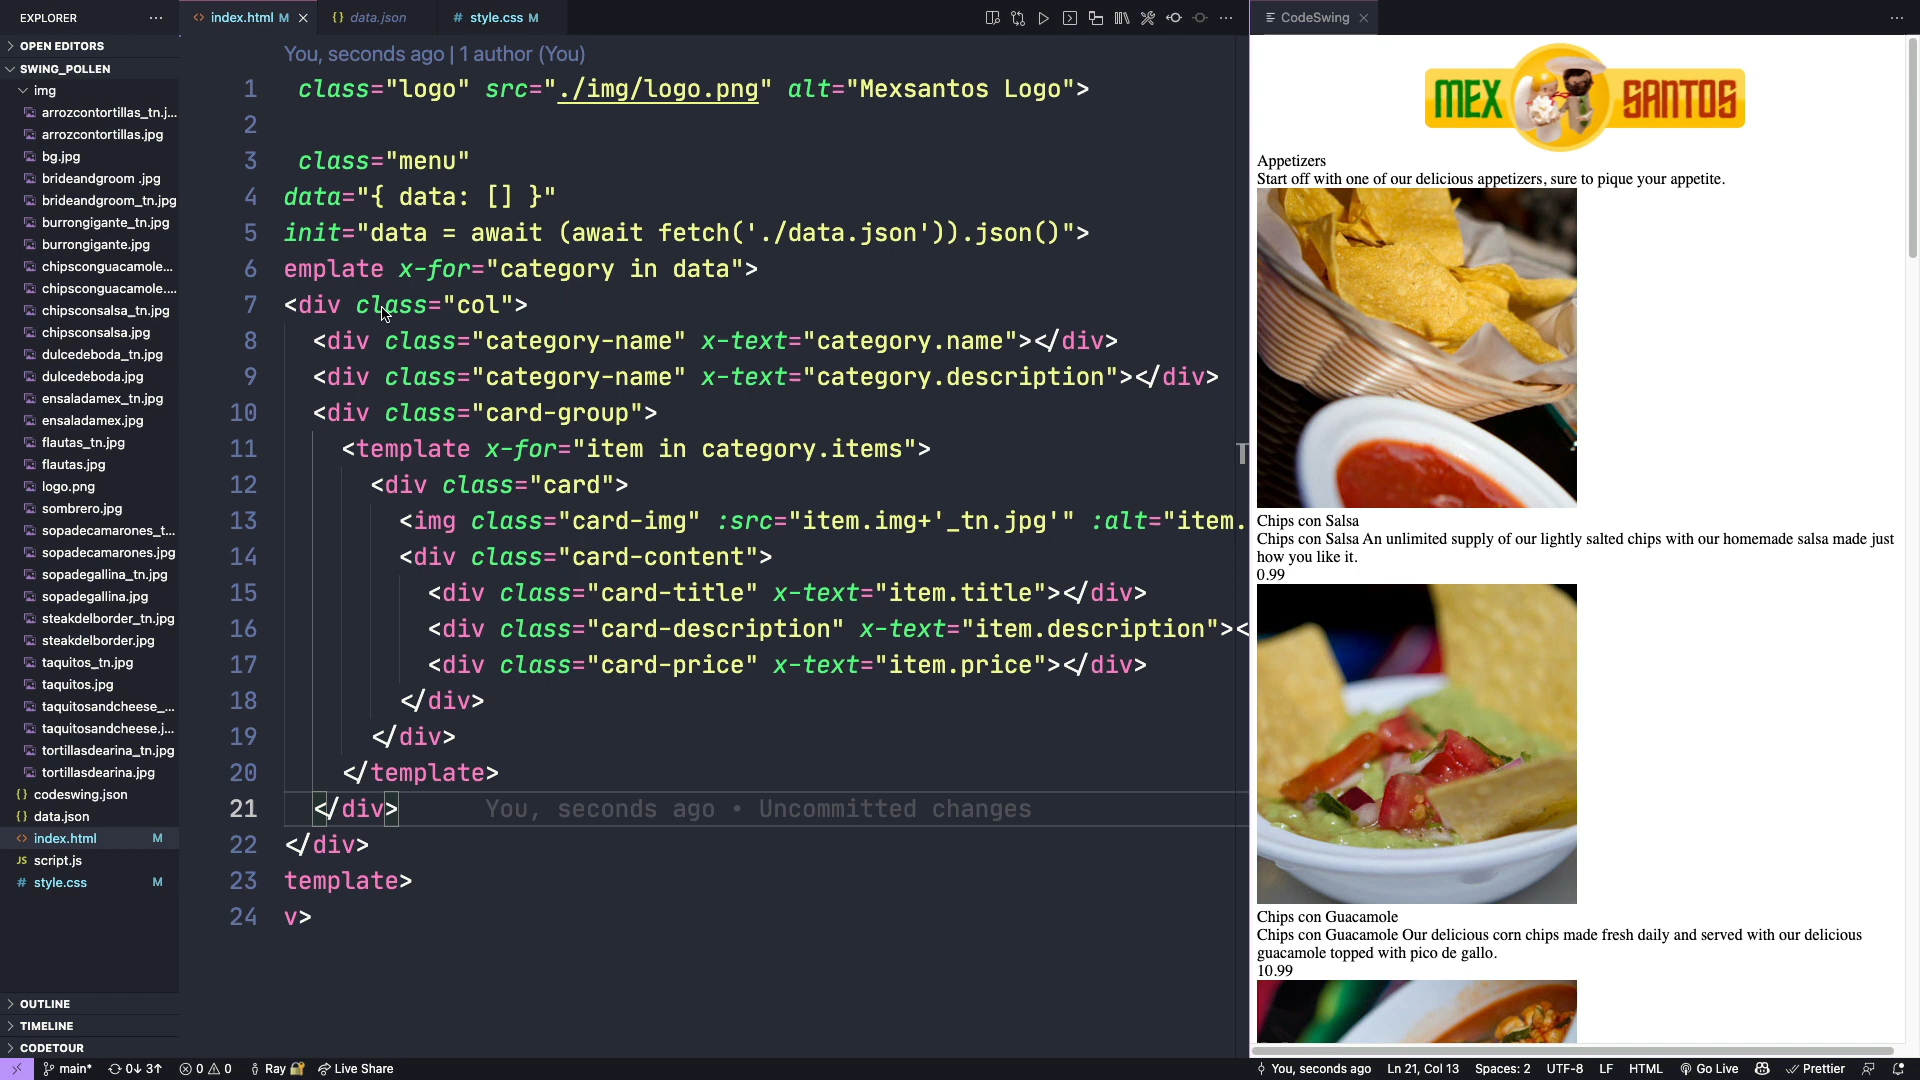 EXPLORER
OPEN EDITORS
SWING_POLLEN
img
arrozcontortillas_tn.j...
arrozcontortillas.jpg
bg.jpg
brideandgroom .jpg
brideandgroom_tn.jpg
burrongigante_tn.jpg
burrongigante.jpg
chipsconguacamole...
chipsconguacamole....
chipsconsalsa_tn.jpg
chipsconsalsa.jpg
dulcedeboda_tn.jpg
dulcedeboda.jpg
ensaladamex_tn.jpg
ensaladamex.jpg
flautas_tn.jpg
flautas.jpg
logo.png
sombrero.jpg
sopadecamarones_t...
sopadecamarones.jpg
sopadegallina_tn.jpg
sopadegallina.jpg
steakdelborder_tn.jpg
steakdelborder.jpg
taquitos_tn.jpg
taquitos.jpg
taquitosandcheese_...
taquitosandcheese.j...
tortillasdearina_tn.jpg
tortillasdearina.jpg
{} codeswing.json
{} data.json
<> index.html M
JS script.js
# style.css M
OUTLINE
TIMELINE
CODETOUR
<> index.html M
{} data.json
# style.css M
You, seconds ago | 1 author (You)
1 class="logo" src="./img/logo.png" alt="Mexsantos Logo">
2
3 class="menu"
4 data="{ data: [] }"
5 init="data = await (await fetch('./data.json')).json()">
6 emplate x-for="category in data">
7 <div class="col">
8 <div class="category-name" x-text="category.name"></div>
9 <div class="category-name" x-text="category.description"></div>
10 <div class="card-group">
11 <template x-for="item in category.items">
12 <div class="card">
13 <img class="card-img" :src="item.img+'_tn.jpg'" :alt="item.
14 <div class="card-content">
15 <div class="card-title" x-text="item.title"></div>
16 <div class="card-description" x-text="item.description"><
17 <div class="card-price" x-text="item.price"></div>
18 </div>
19 </div>
20 </template>
21 </div> You, seconds ago • Uncommitted changes
22 </div>
23 template>
24 v>
CodeSwing
MEX SANTOS
Appetizers
Start off with one of our delicious appetizers, sure to pique your appetite.
Chips con Salsa
Chips con Salsa An unlimited supply of our lightly salted chips with our homemade salsa made just
how you like it.
0.99
Chips con Guacamole
Chips con Guacamole Our delicious corn chips made fresh daily and served with our delicious
guacamole topped with pico de gallo.
10.99
main* 0↓ 3↑ 0 0 Ray Live Share
You, seconds ago Ln 21, Col 13 Spaces: 2 UTF-8 LF HTML Go Live Prettier